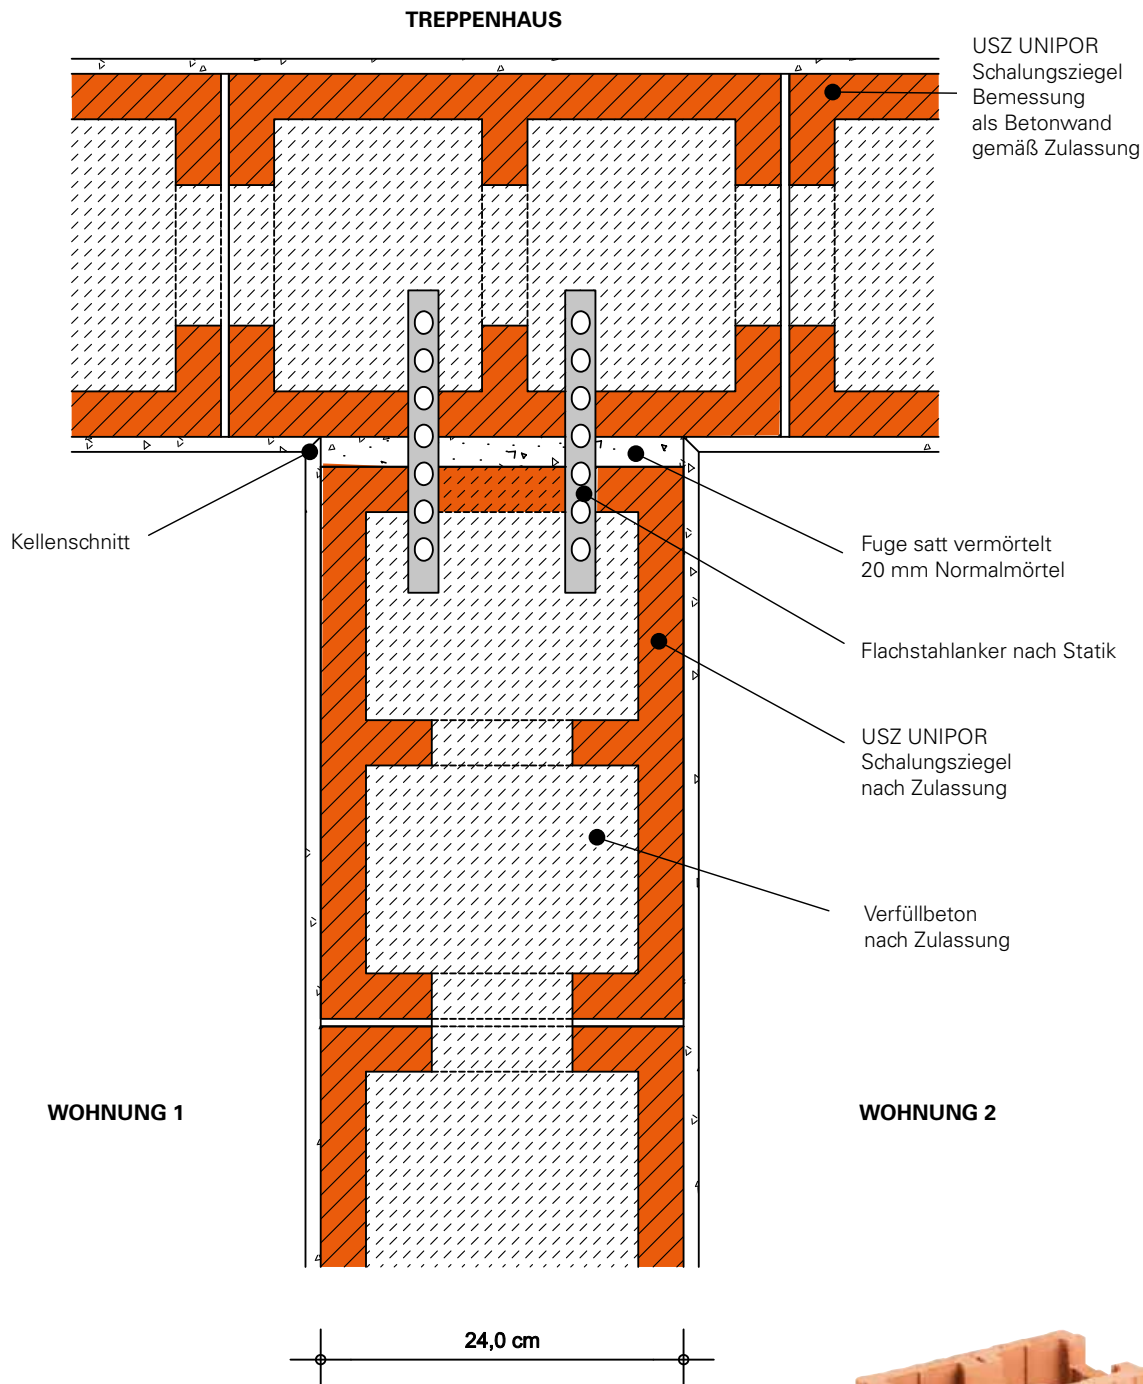 TREPPENHAUS
USZ UNIPOR
Schalungsziegel
Bemessung
als Betonwand
gemäß Zulassung
Kellenschnitt
Fuge satt vermörtelt
20 mm Normalmörtel
Flachstahlanker nach Statik
USZ UNIPOR
Schalungsziegel
nach Zulassung
Verfüllbeton
nach Zulassung
WOHNUNG 1
WOHNUNG 2
24,0 cm